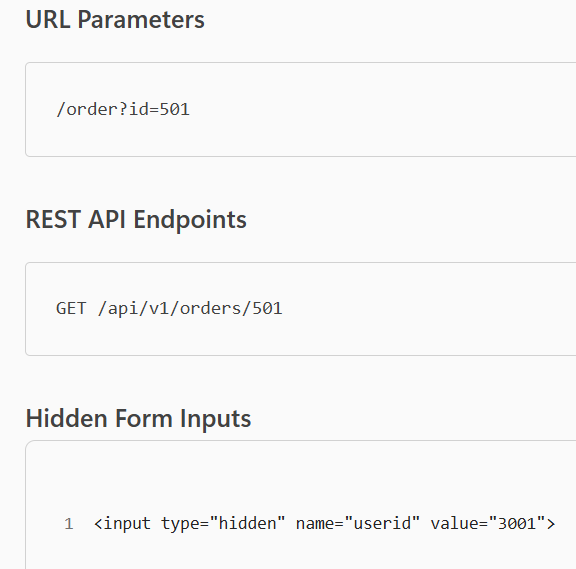 URL Parameters
/order?id=501
REST API Endpoints
GET /api/v1/orders/501
Hidden Form Inputs
1 <input type="hidden" name="userid" value="3001">